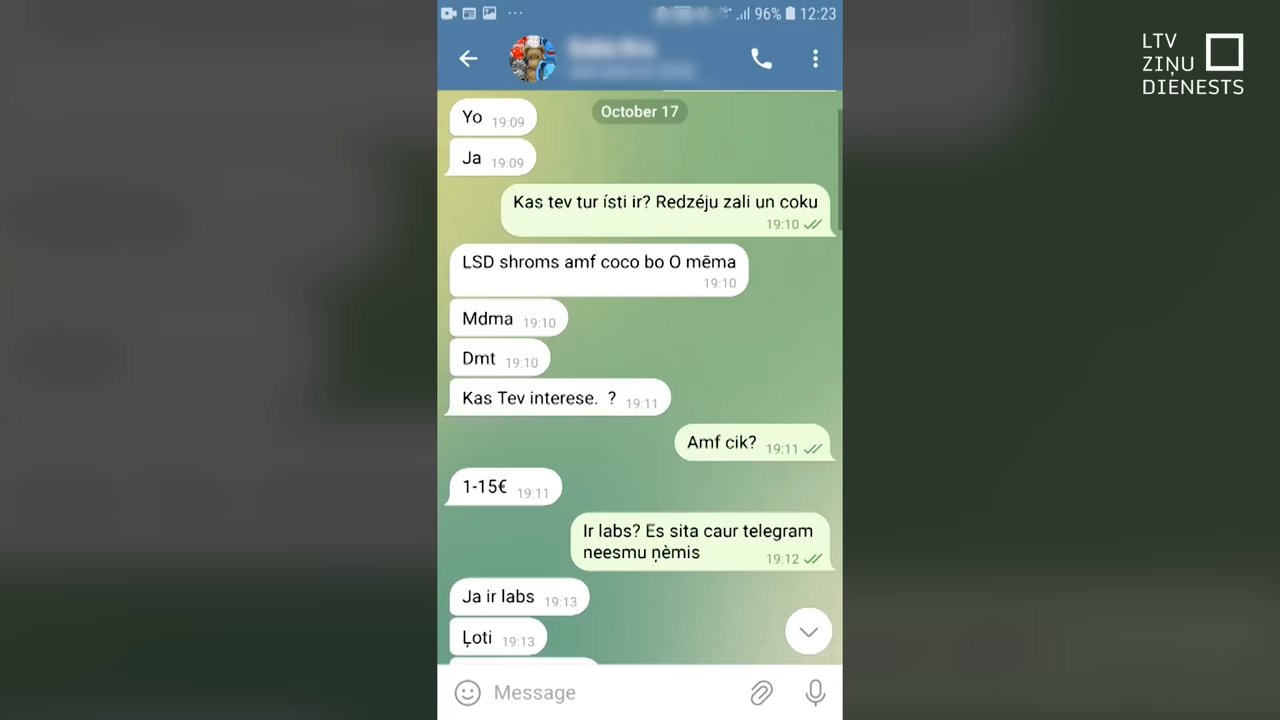 96% 12:23
LTV
ZIŅU
DIENESTS
October 17
Yo 19:09
Ja 19:09
Kas tev tur ísti ir? Redzéju zali un coku
19:10
LSD shroms amf coco bo O mēma
19:10
Mdma 19:10
Dmt 19:10
Kas Tev interese. ? 19:11
Amf cik? 19:11
1-15€ 19:11
Ir labs? Es sita caur telegram
neesmu ņèmis 19:12
Ja ir labs 19:13
Ļoti 19:13
Message